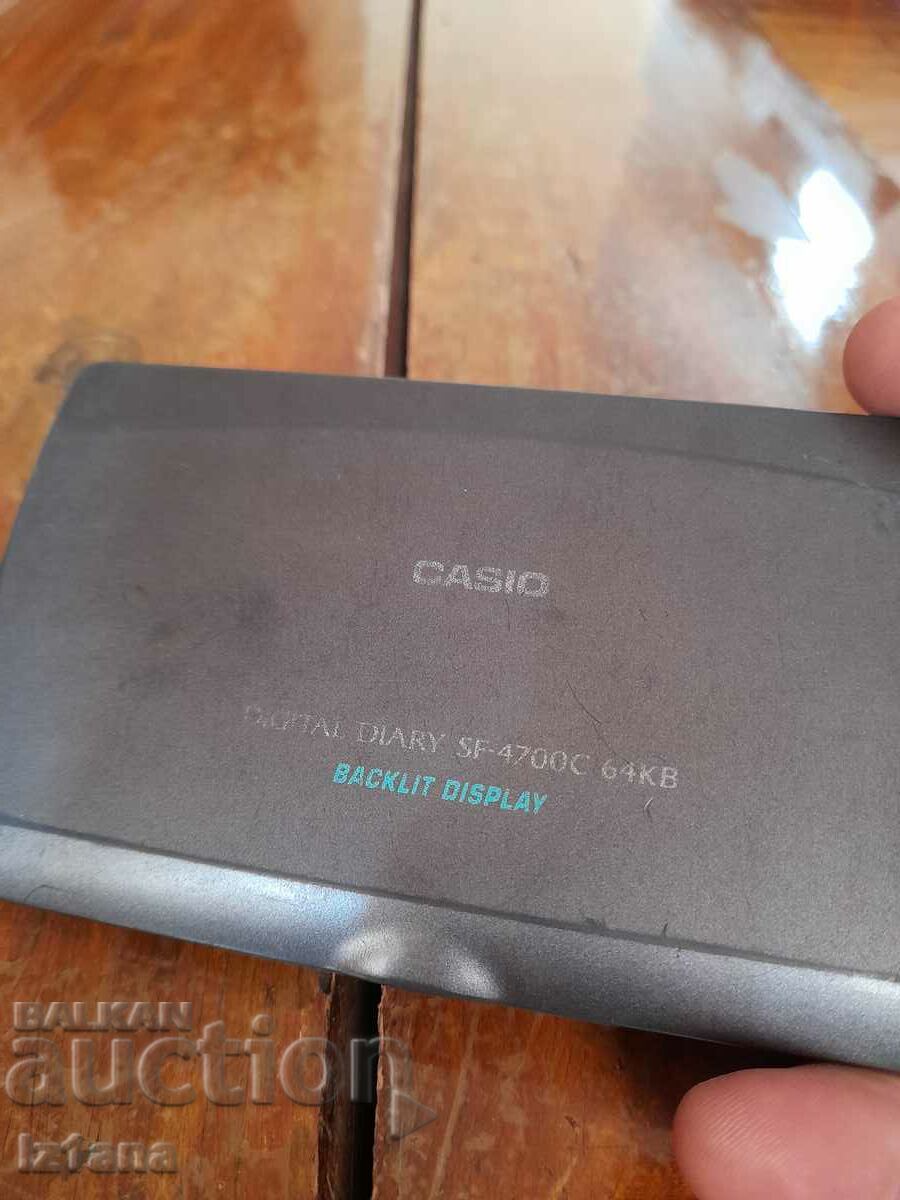 CASIO
DIGITAL DIARY SF-4700C 64KB
BACKLIT DISPLAY
BALKAN
auction
Iztana